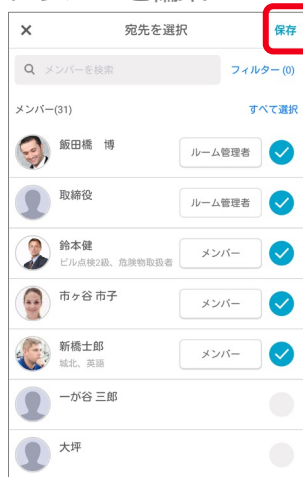 宛先を選択 保存
メンバーを検索 フィルター (0)
メンバー(31) すべて選択
飯田橋 博 ルーム管理者
取締役 ルーム管理者
鈴本健 メンバー
ビル点検2級、危険物取扱者
市ヶ谷 市子 メンバー
新橋士郎 メンバー
城北、英語
一が谷 三郎
大坪